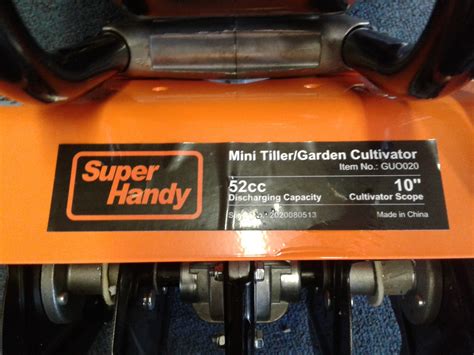 Super
Handy
Mini Tiller/Garden Cultivator
Item No.: GUO020
52cc
Discharging Capacity
10"
Cultivator Scope
2020080513
Made in China